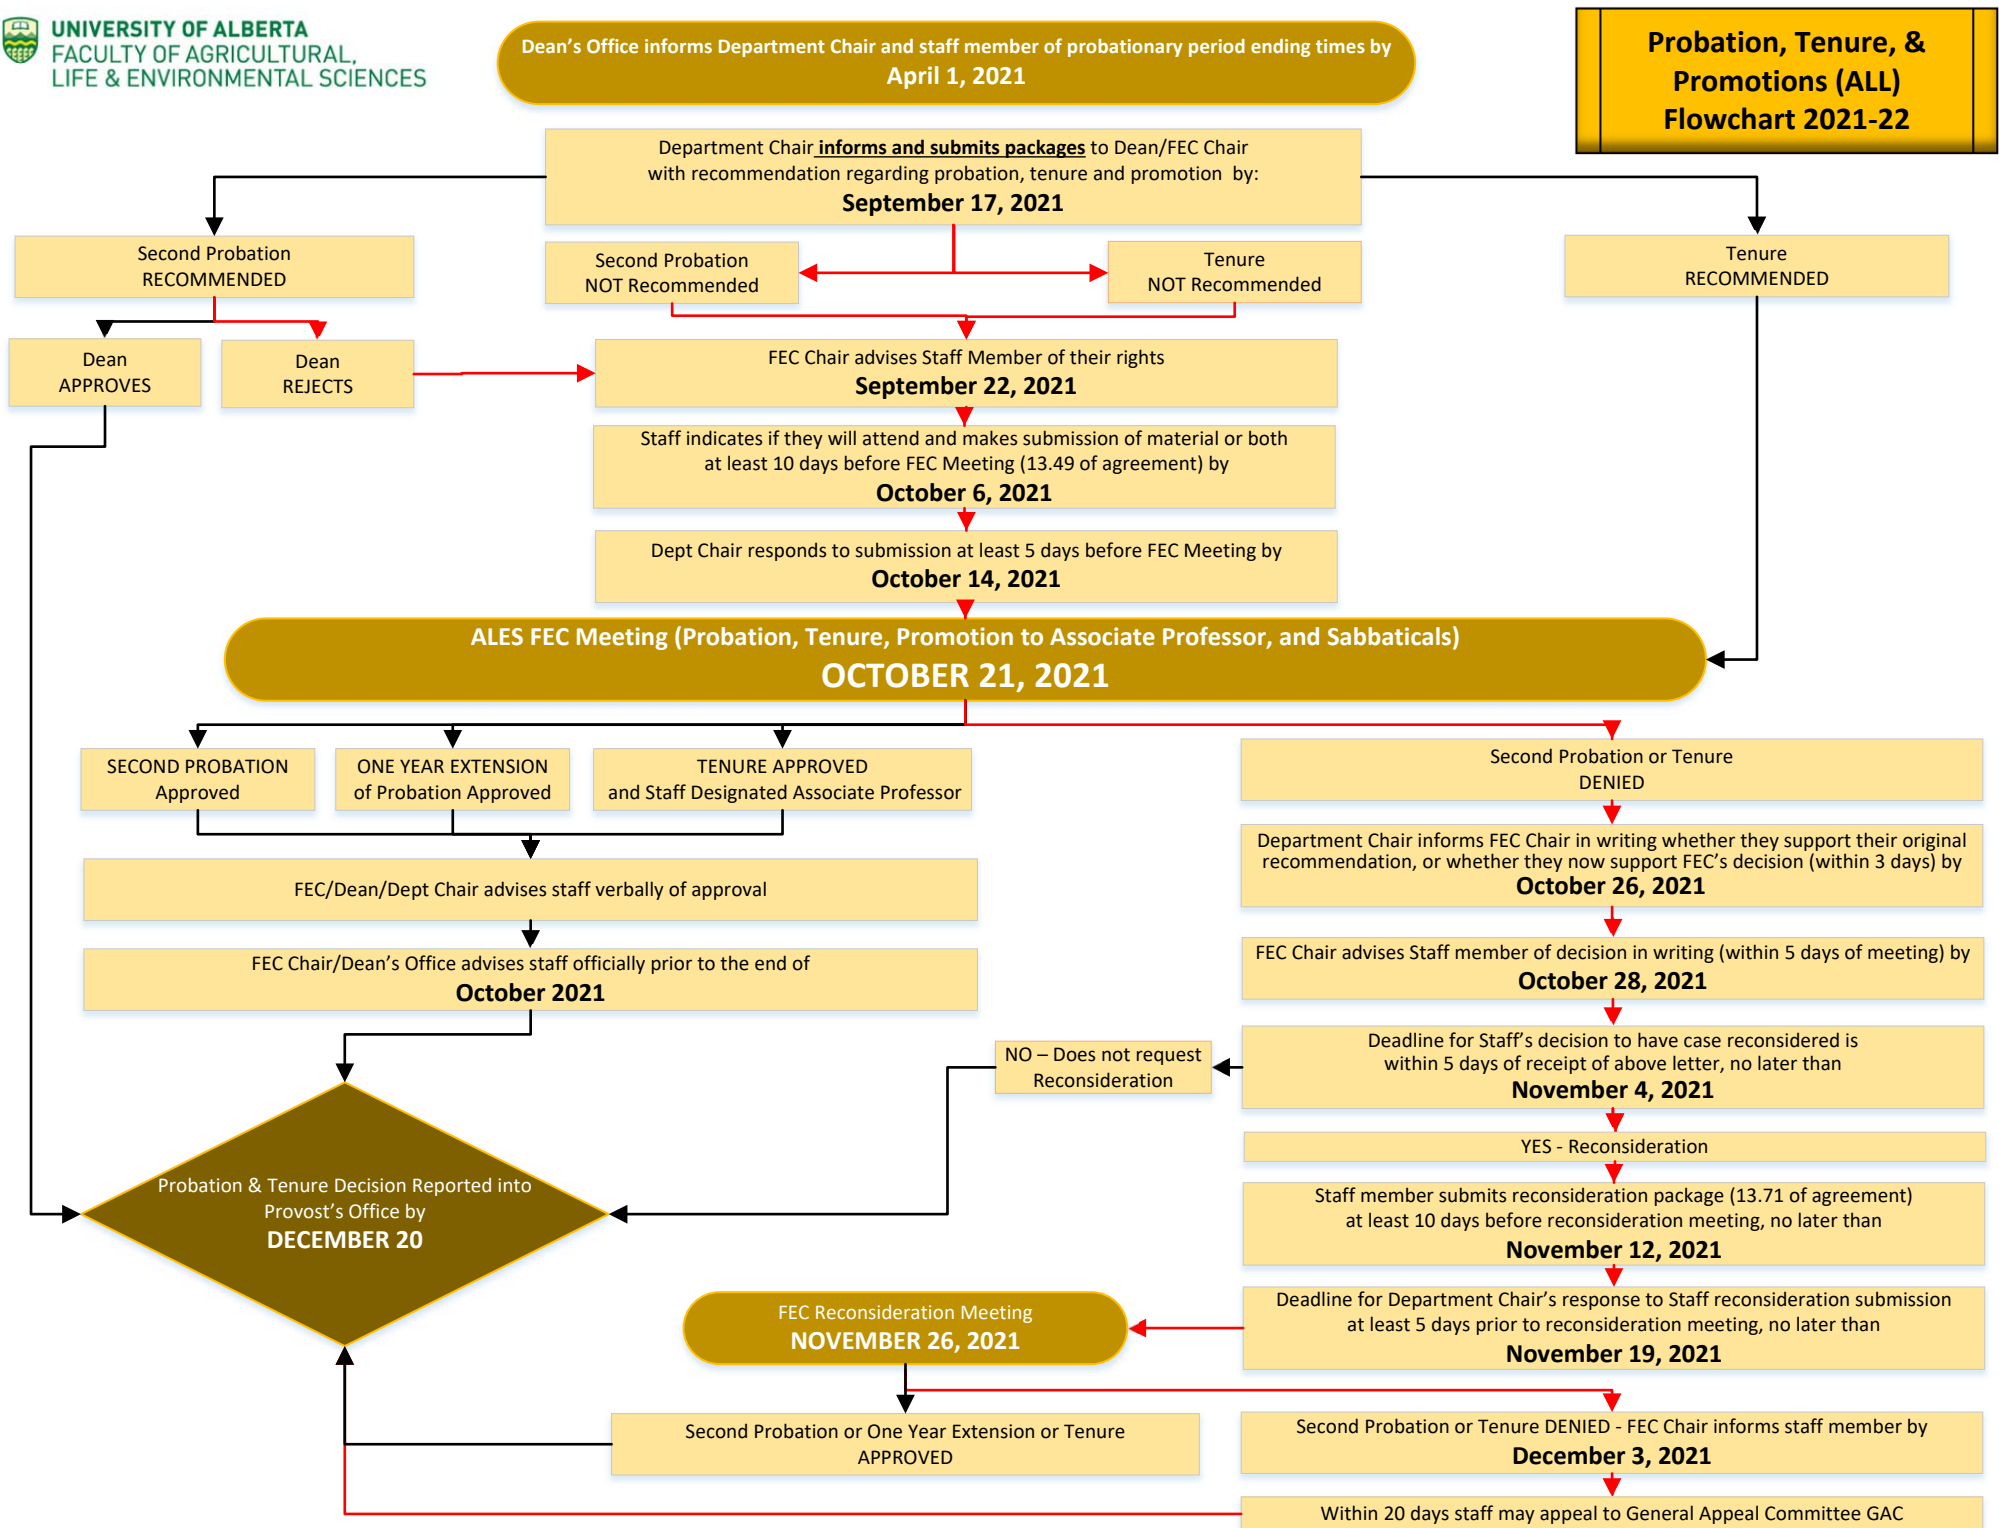 UNIVERSITY OF ALBERTA
FACULTY OF AGRICULTURAL,
LIFE & ENVIRONMENTAL SCIENCES
Dean's Office informs Department Chair and staff member of probationary period ending times by
April 1, 2021
Probation, Tenure, &
Promotions (ALL)
Flowchart 2021-22
Department Chair informs and submits packages to Dean/FEC Chair
with recommendation regarding probation, tenure and promotion by:
September 17, 2021
Second Probation
RECOMMENDED
Second Probation
NOT Recommended
Tenure
NOT Recommended
Tenure
RECOMMENDED
Dean
APPROVES
Dean
REJECTS
FEC Chair advises Staff Member of their rights
September 22, 2021
Staff indicates if they will attend and makes submission of material or both
at least 10 days before FEC Meeting (13.49 of agreement) by
October 6, 2021
Dept Chair responds to submission at least 5 days before FEC Meeting by
October 14, 2021
ALES FEC Meeting (Probation, Tenure, Promotion to Associate Professor, and Sabbaticals)
OCTOBER 21, 2021
SECOND PROBATION
Approved
ONE YEAR EXTENSION
of Probation Approved
TENURE APPROVED
and Staff Designated Associate Professor
Second Probation or Tenure
DENIED
Department Chair informs FEC Chair in writing whether they support their original
recommendation, or whether they now support FEC's decision (within 3 days) by
October 26, 2021
FEC/Dean/Dept Chair advises staff verbally of approval
FEC Chair/Dean's Office advises staff officially prior to the end of
October 2021
FEC Chair advises Staff member of decision in writing (within 5 days of meeting) by
October 28, 2021
Deadline for Staff's decision to have case reconsidered is
within 5 days of receipt of above letter, no later than
November 4, 2021
NO – Does not request
Reconsideration
YES - Reconsideration
Staff member submits reconsideration package (13.71 of agreement)
at least 10 days before reconsideration meeting, no later than
November 12, 2021
Probation & Tenure Decision Reported into
Provost's Office by
DECEMBER 20
Deadline for Department Chair's response to Staff reconsideration submission
at least 5 days prior to reconsideration meeting, no later than
November 19, 2021
FEC Reconsideration Meeting
NOVEMBER 26, 2021
Second Probation or One Year Extension or Tenure
APPROVED
Second Probation or Tenure DENIED - FEC Chair informs staff member by
December 3, 2021
Within 20 days staff may appeal to General Appeal Committee GAC